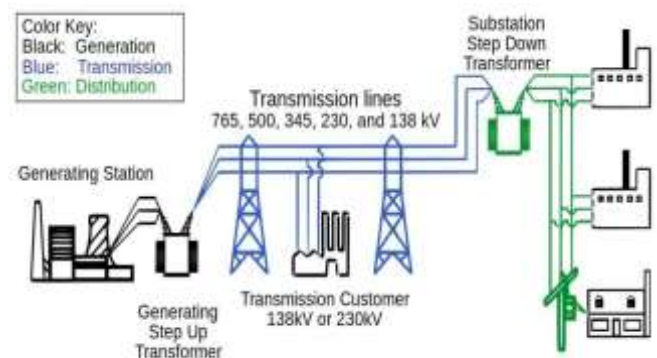 Color Key:
Black: Generation
Blue: Transmission
Green: Distribution
Substation
Step Down
Transformer
Transmission lines
765, 500, 345, 230, and 138 kV
Generating Station
Transmission Customer
138kV or 230kV
Generating
Step Up
Transformer